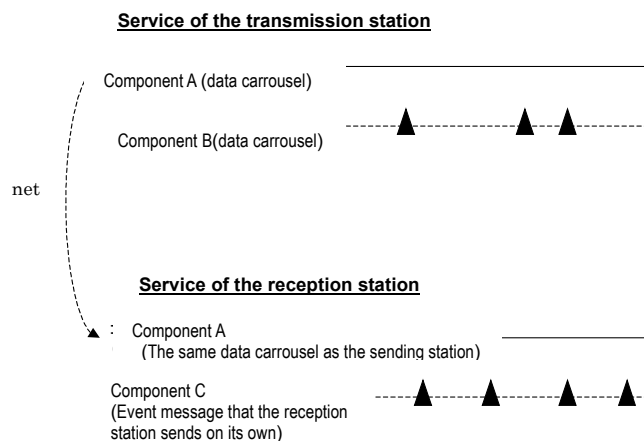 Service of the transmission station
Component A (data carrousel)
Component B(data carrousel)
net
Service of the reception station
: Component A
(The same data carrousel as the sending station)
Component C
(Event message that the reception
station sends on its own)